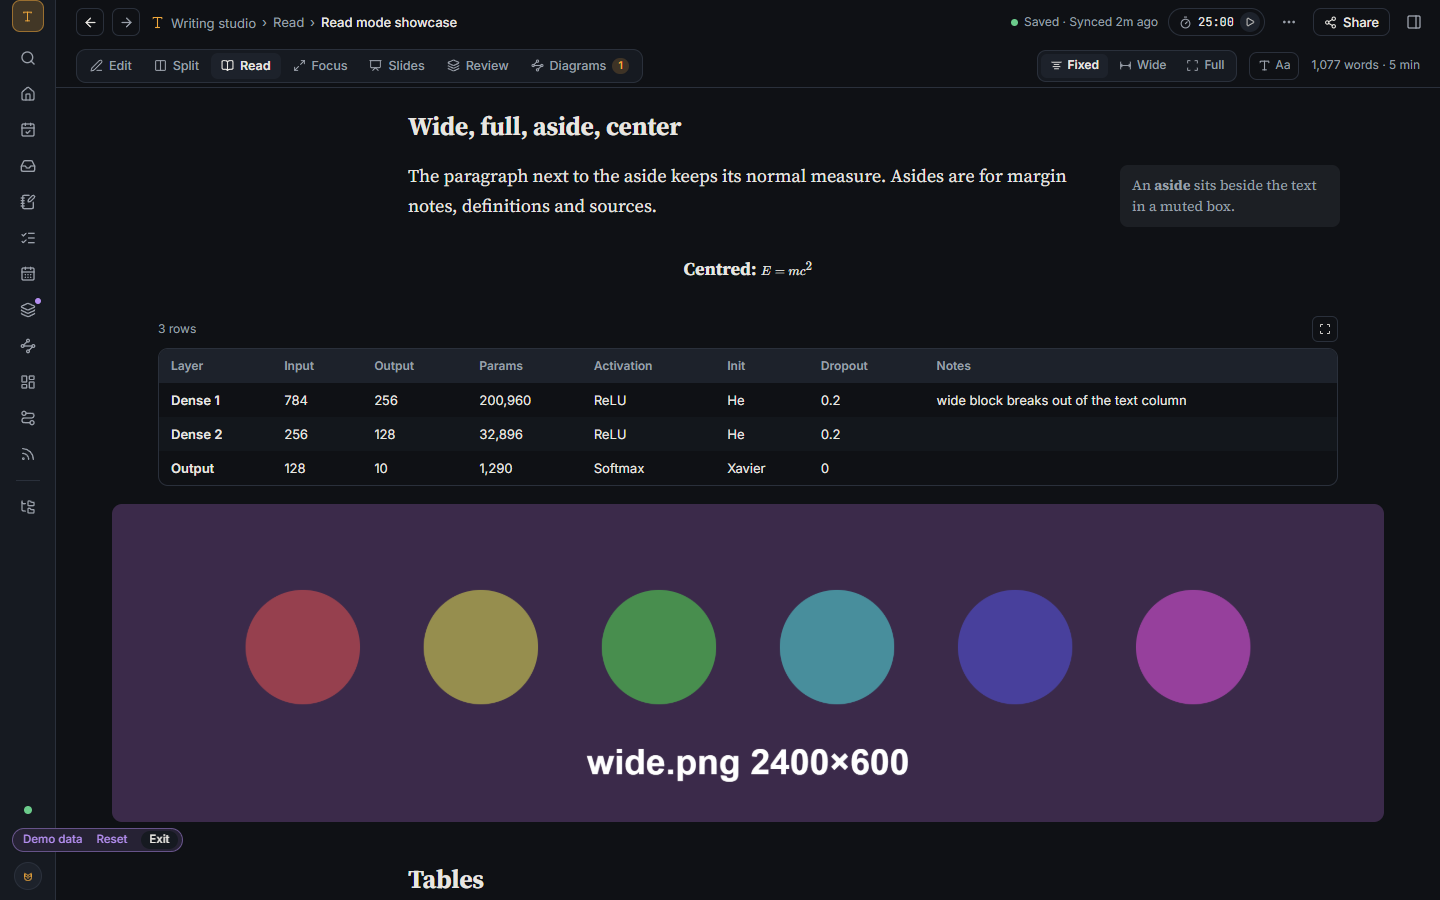 T
T Writing studio › Read › Read mode showcase
Saved · Synced 2m ago
25:00
Share
Edit
Split
Read
Focus
Slides
Review
Diagrams 1
Fixed
Wide
Full
Aa
1,077 words · 5 min
Wide, full, aside, center
The paragraph next to the aside keeps its normal measure. Asides are for margin
notes, definitions and sources.
An aside sits beside the text
in a muted box.
Centred: E = mc²
3 rows
Layer Input Output Params Activation Init Dropout Notes
Dense 1 784 256 200,960 ReLU He 0.2 wide block breaks out of the text column
Dense 2 256 128 32,896 ReLU He 0.2
Output 128 10 1,290 Softmax Xavier 0
wide.png 2400×600
Demo data Reset Exit
Tables